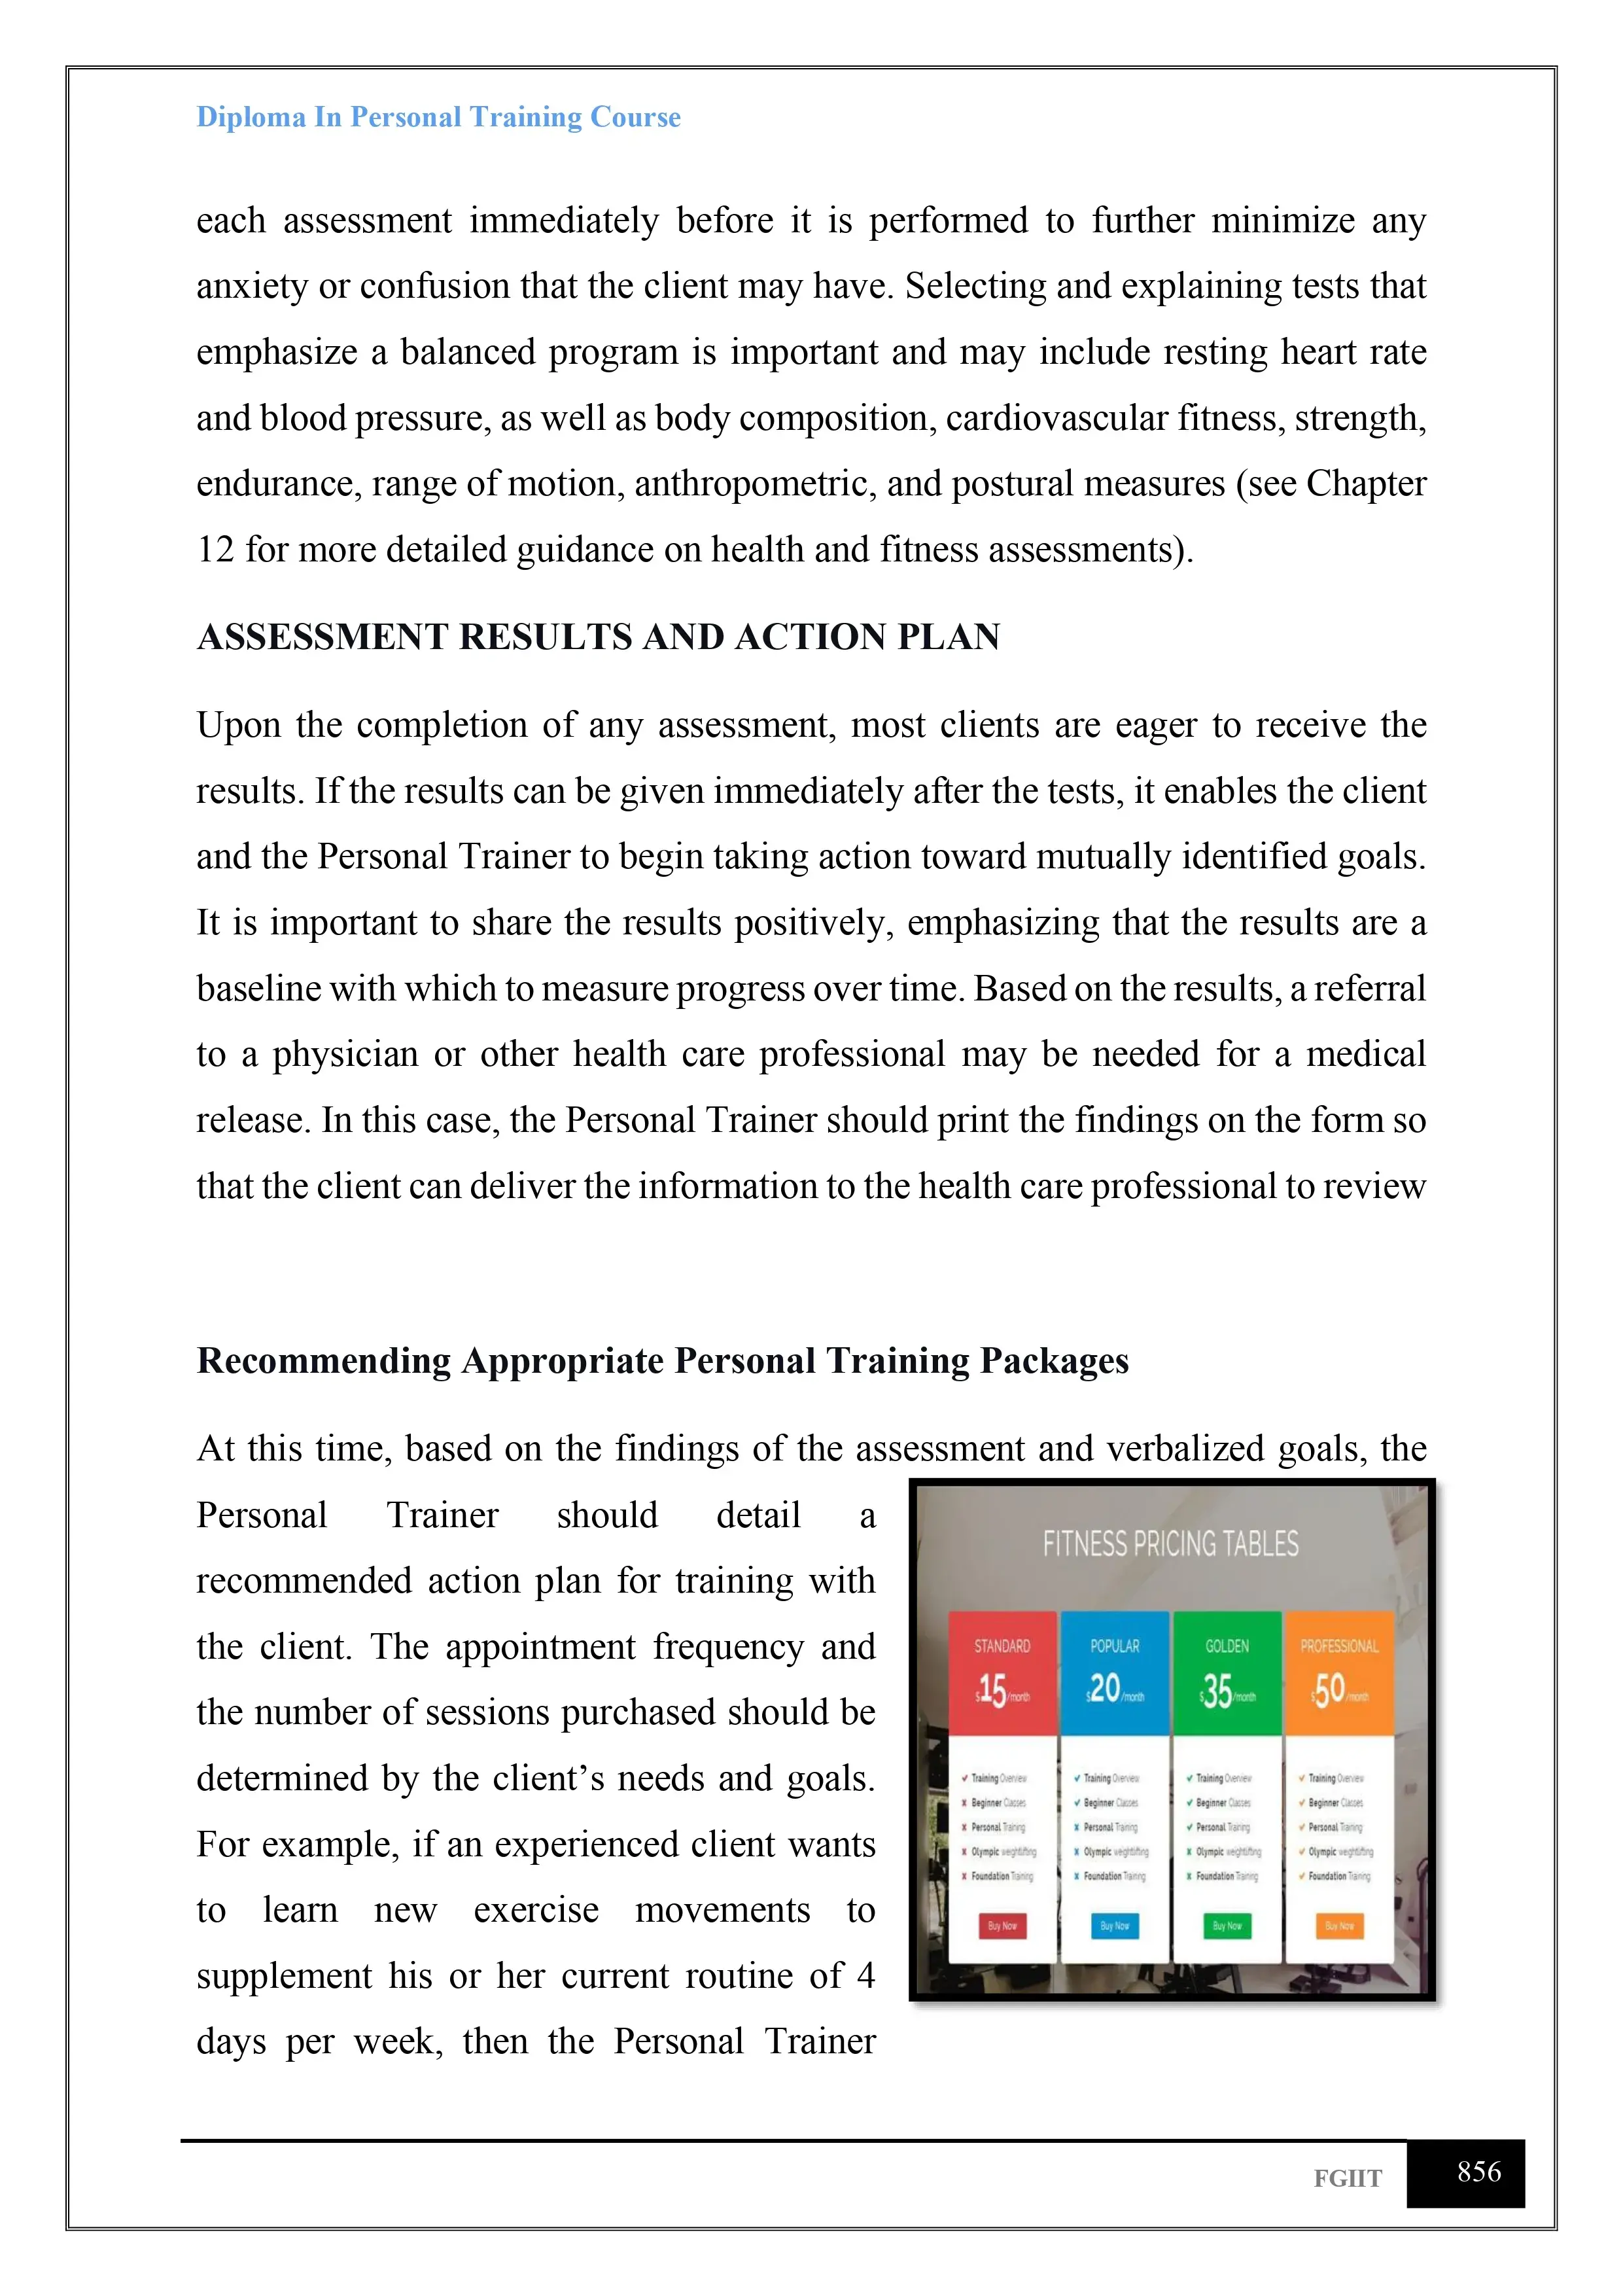 Diploma In Personal Training Course
each assessment immediately before it is performed to further minimize any
anxiety or confusion that the client may have. Selecting and explaining tests that
emphasize a balanced program is important and may include resting heart rate
and blood pressure, as well as body composition, cardiovascular fitness, strength,
endurance, range of motion, anthropometric, and postural measures (see Chapter
12 for more detailed guidance on health and fitness assessments).
ASSESSMENT RESULTS AND ACTION PLAN
Upon the completion of any assessment, most clients are eager to receive the
results. If the results can be given immediately after the tests, it enables the client
and the Personal Trainer to begin taking action toward mutually identified goals.
It is important to share the results positively, emphasizing that the results are a
baseline with which to measure progress over time. Based on the results, a referral
to a physician or other health care professional may be needed for a medical
release. In this case, the Personal Trainer should print the findings on the form so
that the client can deliver the information to the health care professional to review
Recommending Appropriate Personal Training Packages
At this time, based on the findings of the assessment and verbalized goals, the
Personal Trainer should detail a
recommended action plan for training with
the client. The appointment frequency and
the number of sessions purchased should be
determined by the client’s needs and goals.
For example, if an experienced client wants
to learn new exercise movements to
supplement his or her current routine of 4
days per week, then the Personal Trainer
FITNESS PRICING TABLES
STANDARD
$15/month
✔ Training Overview
✘ Beginner Classes
✘ Personal Training
✘ Olympic weightlifting
✘ Foundation Training
Buy Now
POPULAR
$20/month
✔ Training Overview
✔ Beginner Classes
✘ Personal Training
✘ Olympic weightlifting
✘ Foundation Training
Buy Now
GOLDEN
$35/month
✔ Training Overview
✔ Beginner Classes
✔ Personal Training
✘ Olympic weightlifting
✘ Foundation Training
Buy Now
PROFESSIONAL
$50/month
✔ Training Overview
✔ Beginner Classes
✔ Personal Training
✔ Olympic weightlifting
✔ Foundation Training
Buy Now
FGIIT
856